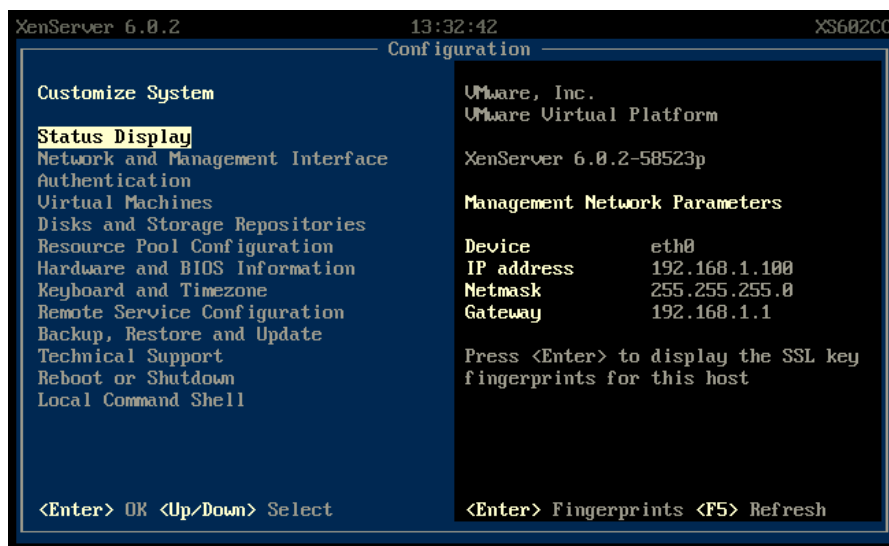 XenServer 6.0.2 13:32:42 XS602CC
Configuration
Customize System
Status Display
Network and Management Interface
Authentication
Virtual Machines
Disks and Storage Repositories
Resource Pool Configuration
Hardware and BIOS Information
Keyboard and Timezone
Remote Service Configuration
Backup, Restore and Update
Technical Support
Reboot or Shutdown
Local Command Shell
<Enter> OK <Up/Down> Select
VMware, Inc.
VMware Virtual Platform
XenServer 6.0.2-58523p
Management Network Parameters
Device eth0
IP address 192.168.1.100
Netmask 255.255.255.0
Gateway 192.168.1.1
Press <Enter> to display the SSL key
fingerprints for this host
<Enter> Fingerprints <F5> Refresh